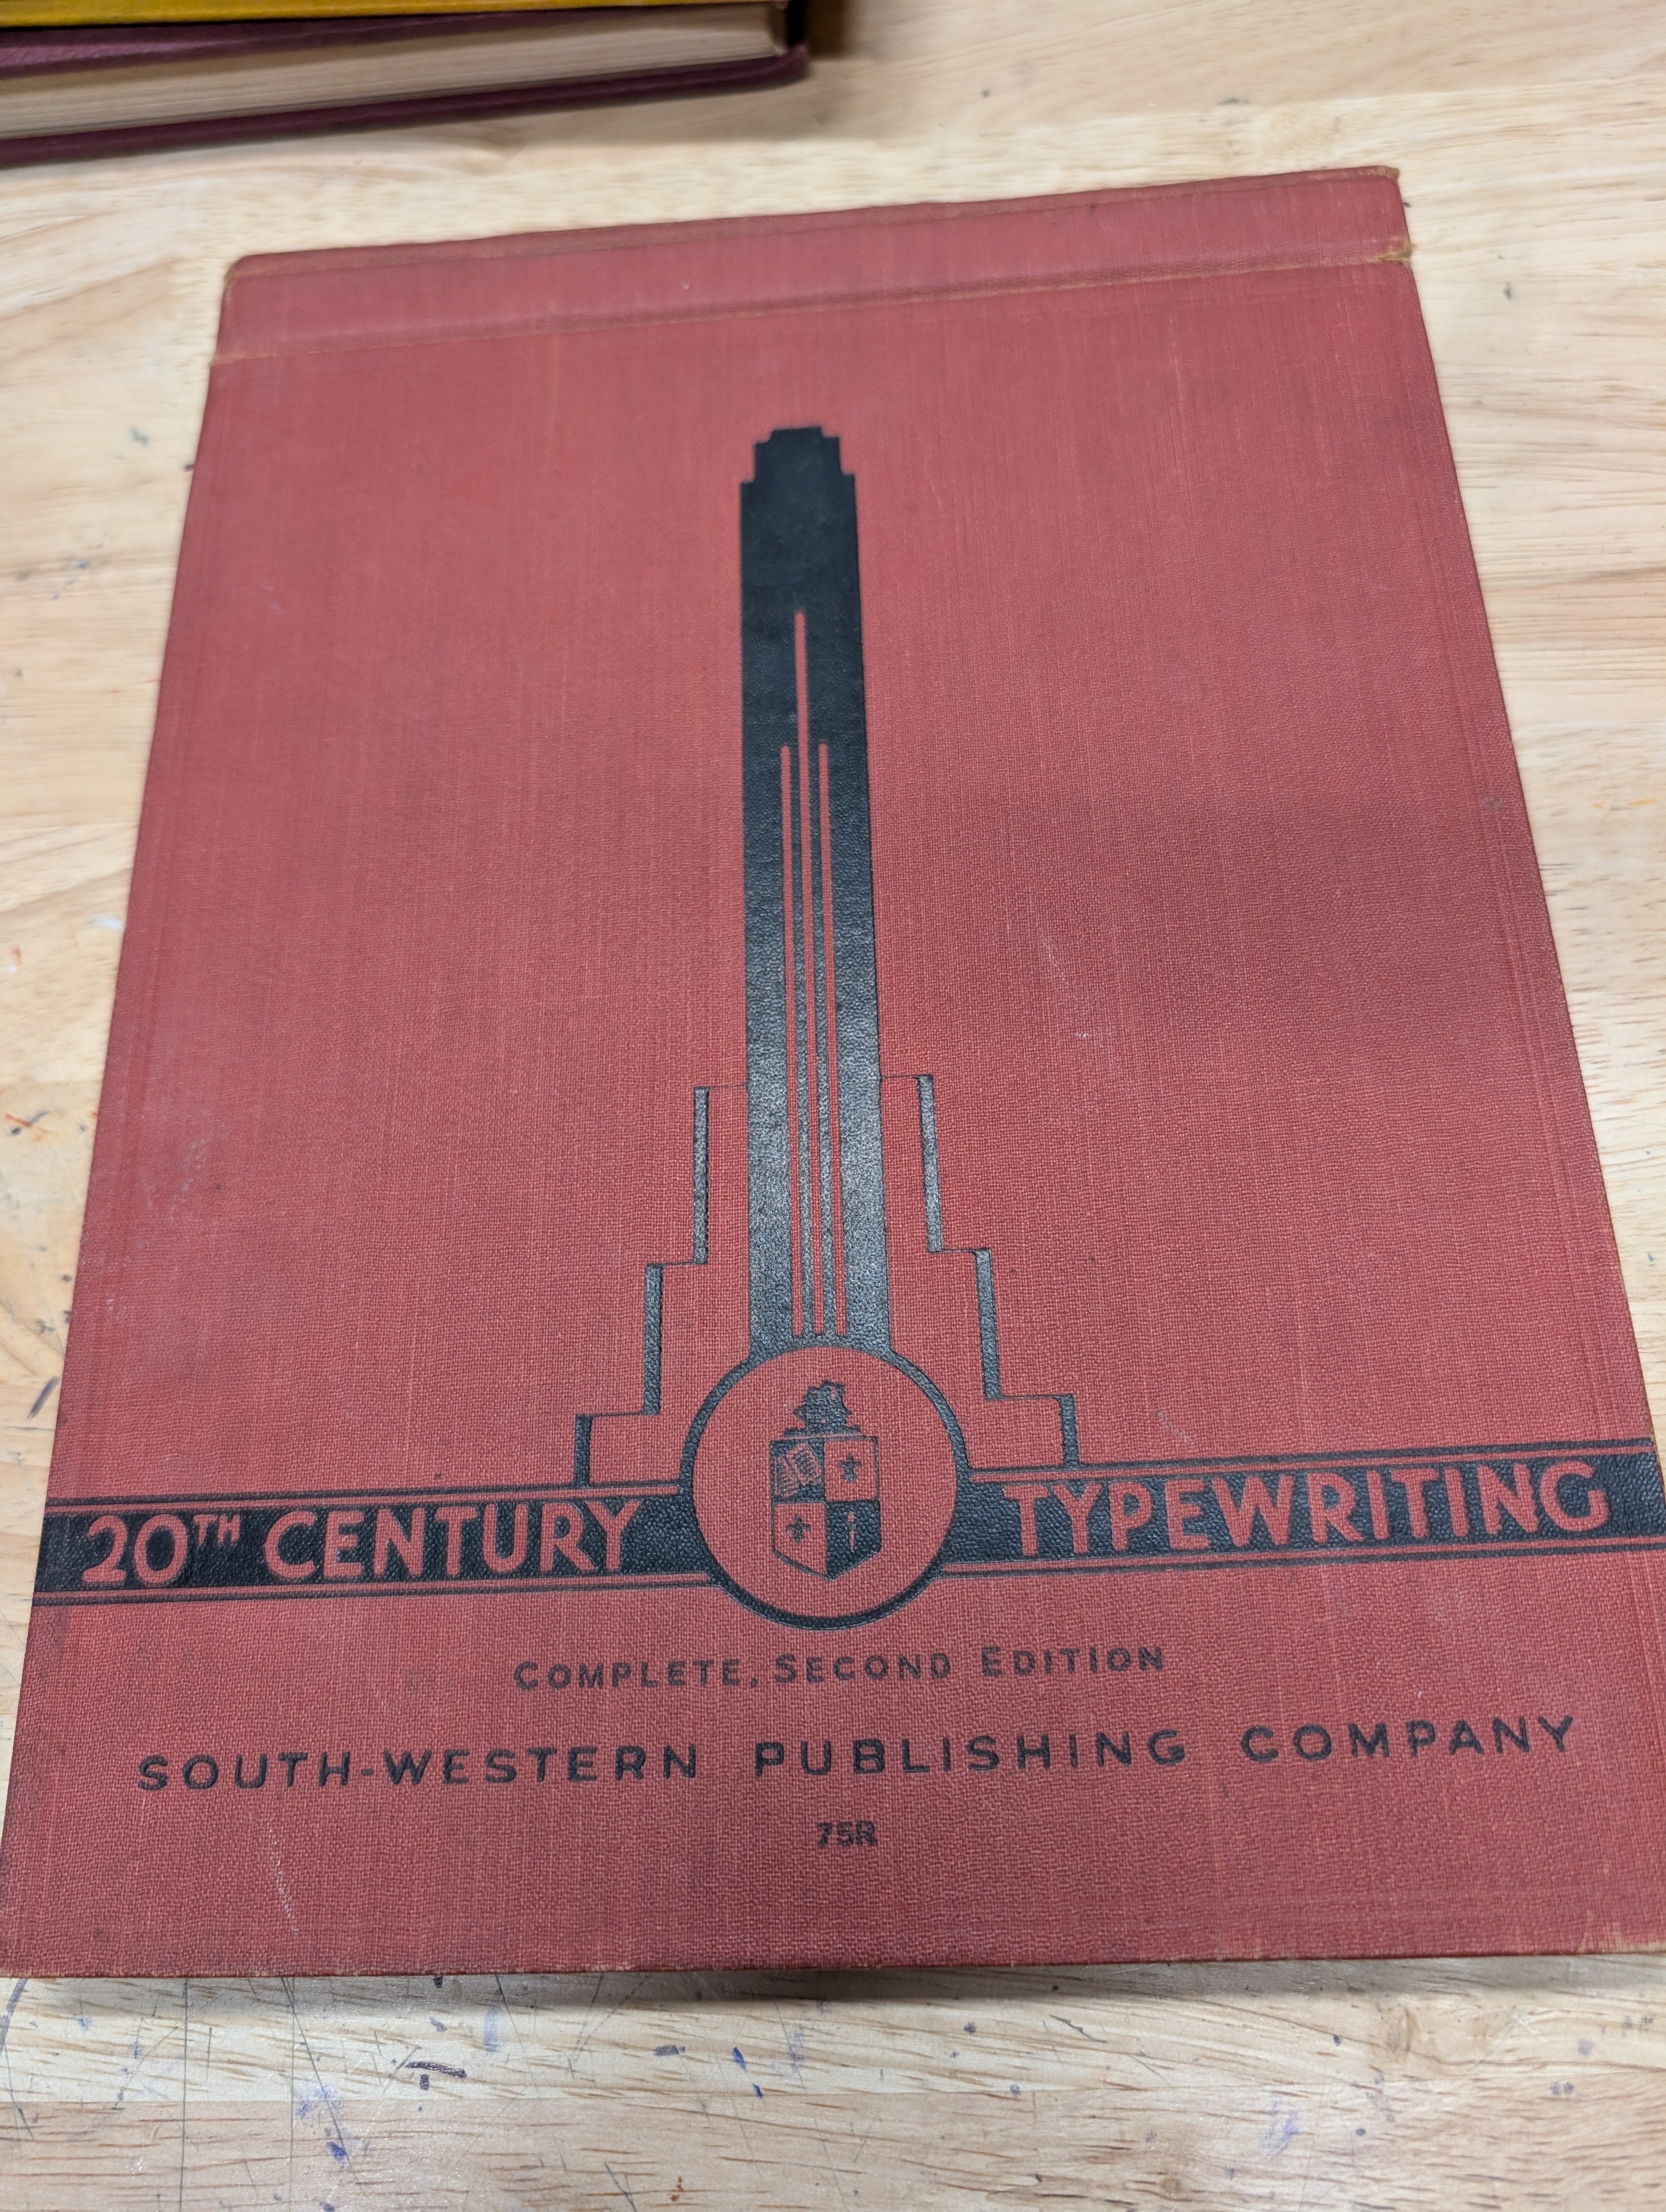 20TH CENTURY TYPEWRITING
COMPLETE, SECOND EDITION
SOUTH-WESTERN PUBLISHING COMPANY
75R